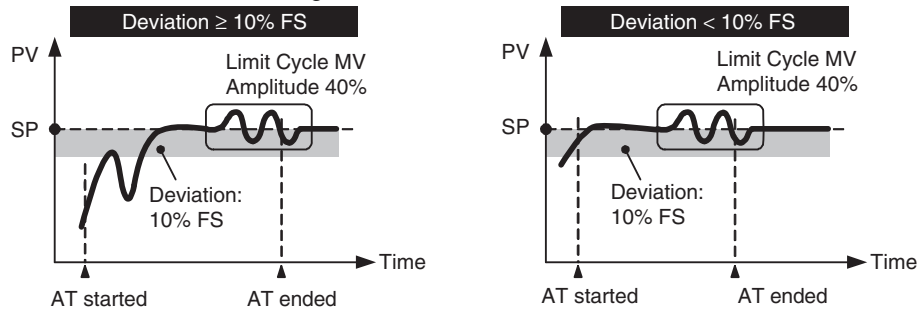 Deviation ≥ 10% FS
PV
Limit Cycle MV
Amplitude 40%
SP
Deviation:
10% FS
Time
AT started
AT ended
Deviation < 10% FS
PV
Limit Cycle MV
Amplitude 40%
SP
Deviation:
10% FS
Time
AT started
AT ended